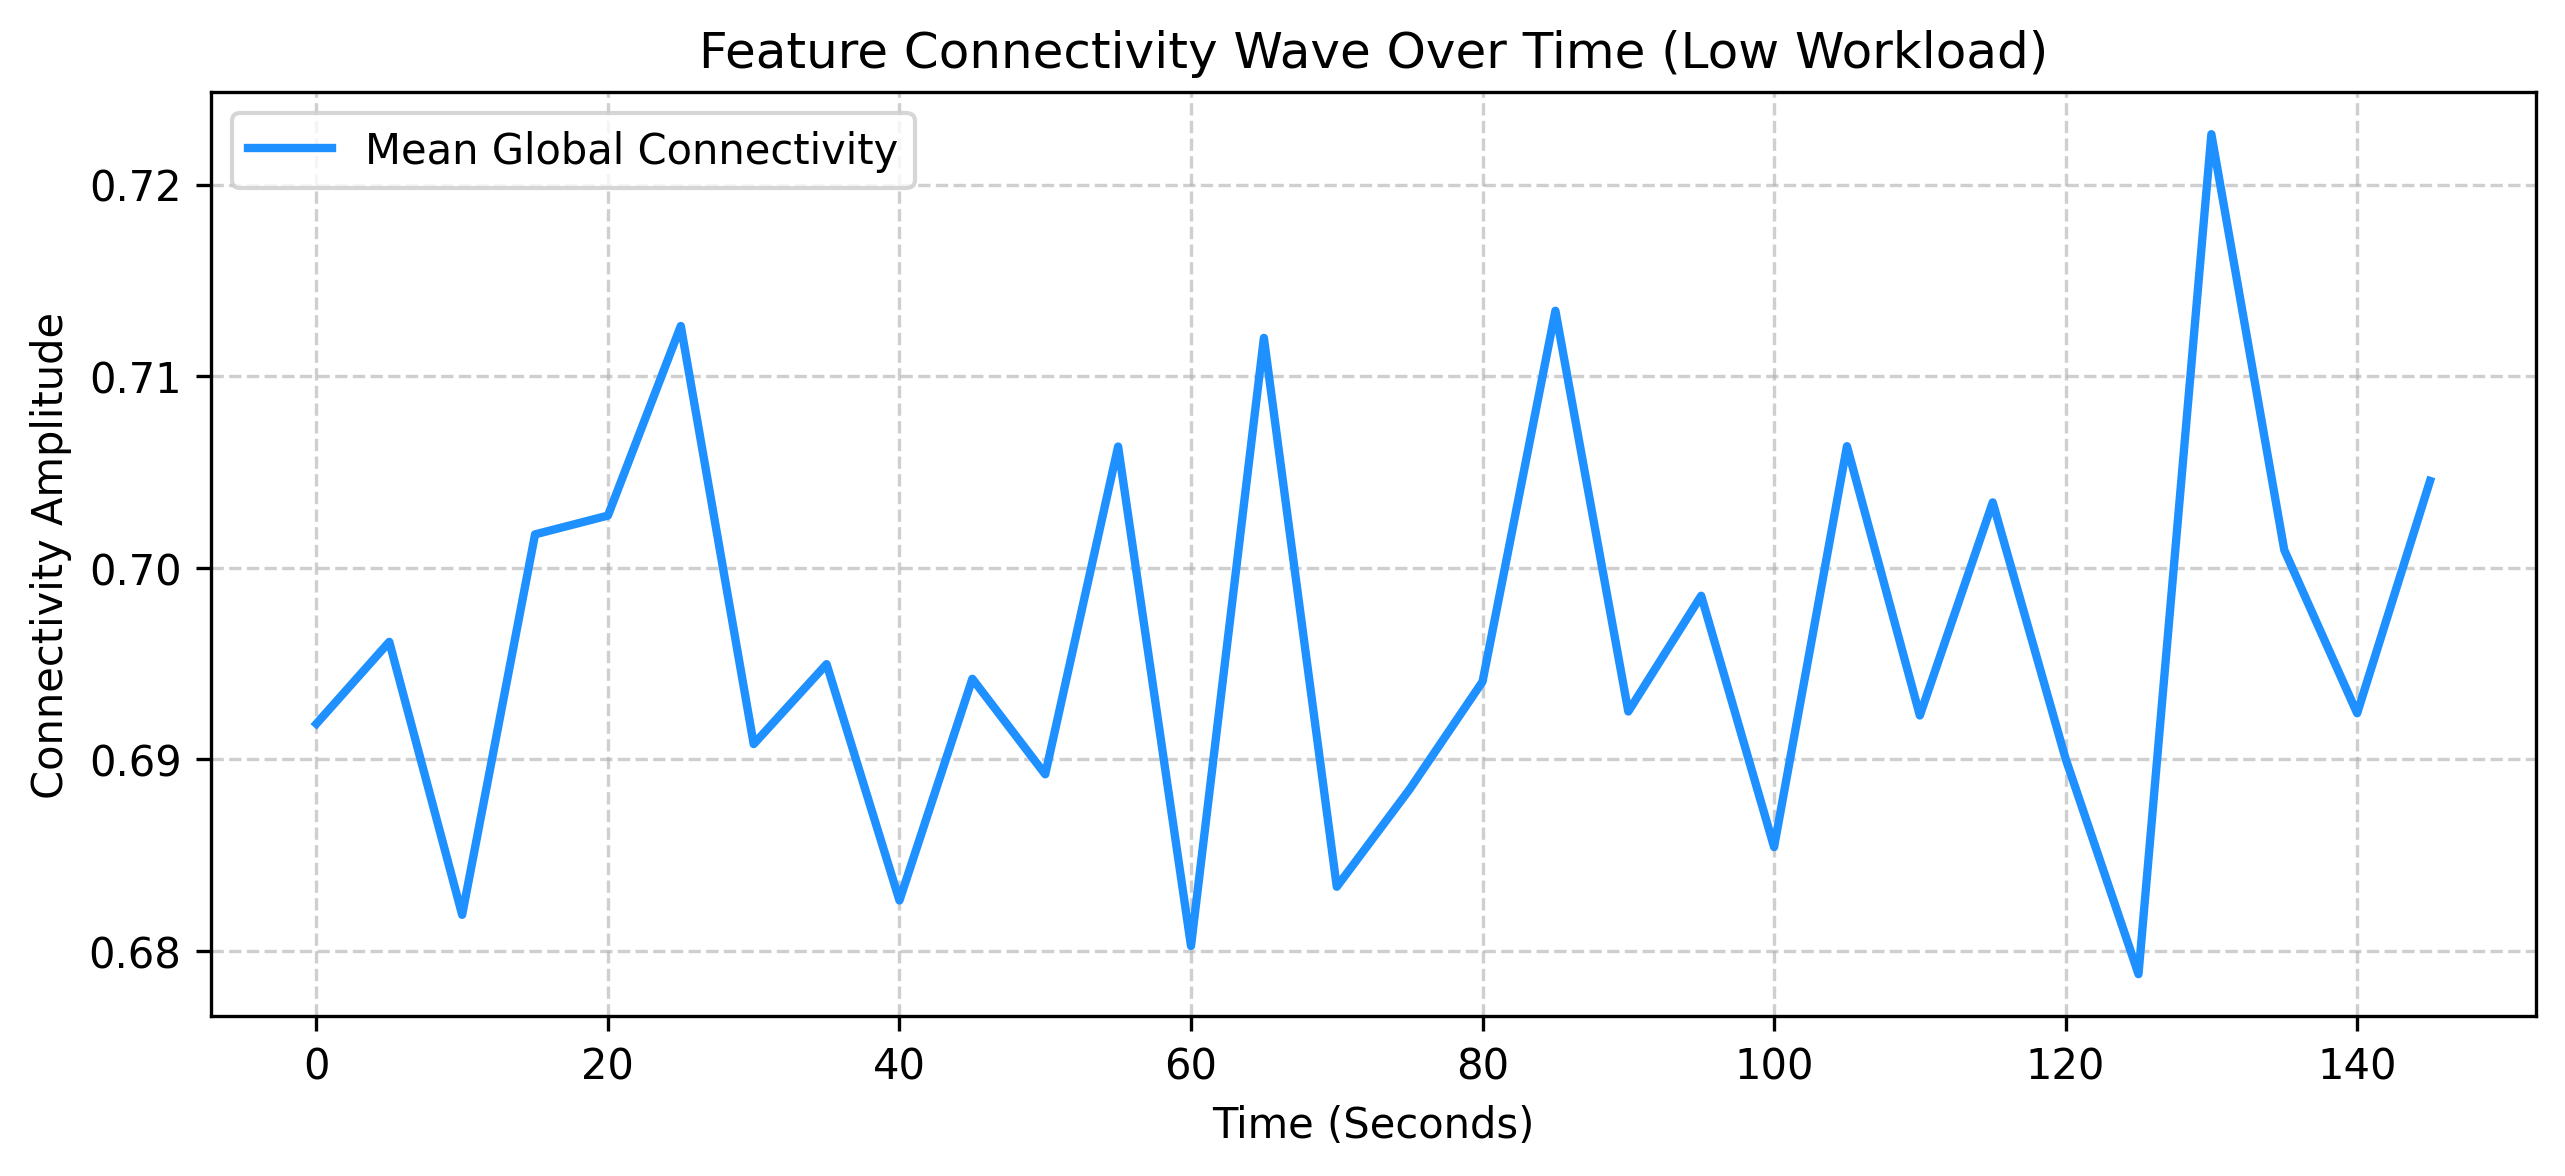 Feature Connectivity Wave Over Time (Low Workload)
Mean Global Connectivity
Connectivity Amplitude
0.72
0.71
0.70
0.69
0.68
0 20 40 60 80 100 120 140
Time (Seconds)